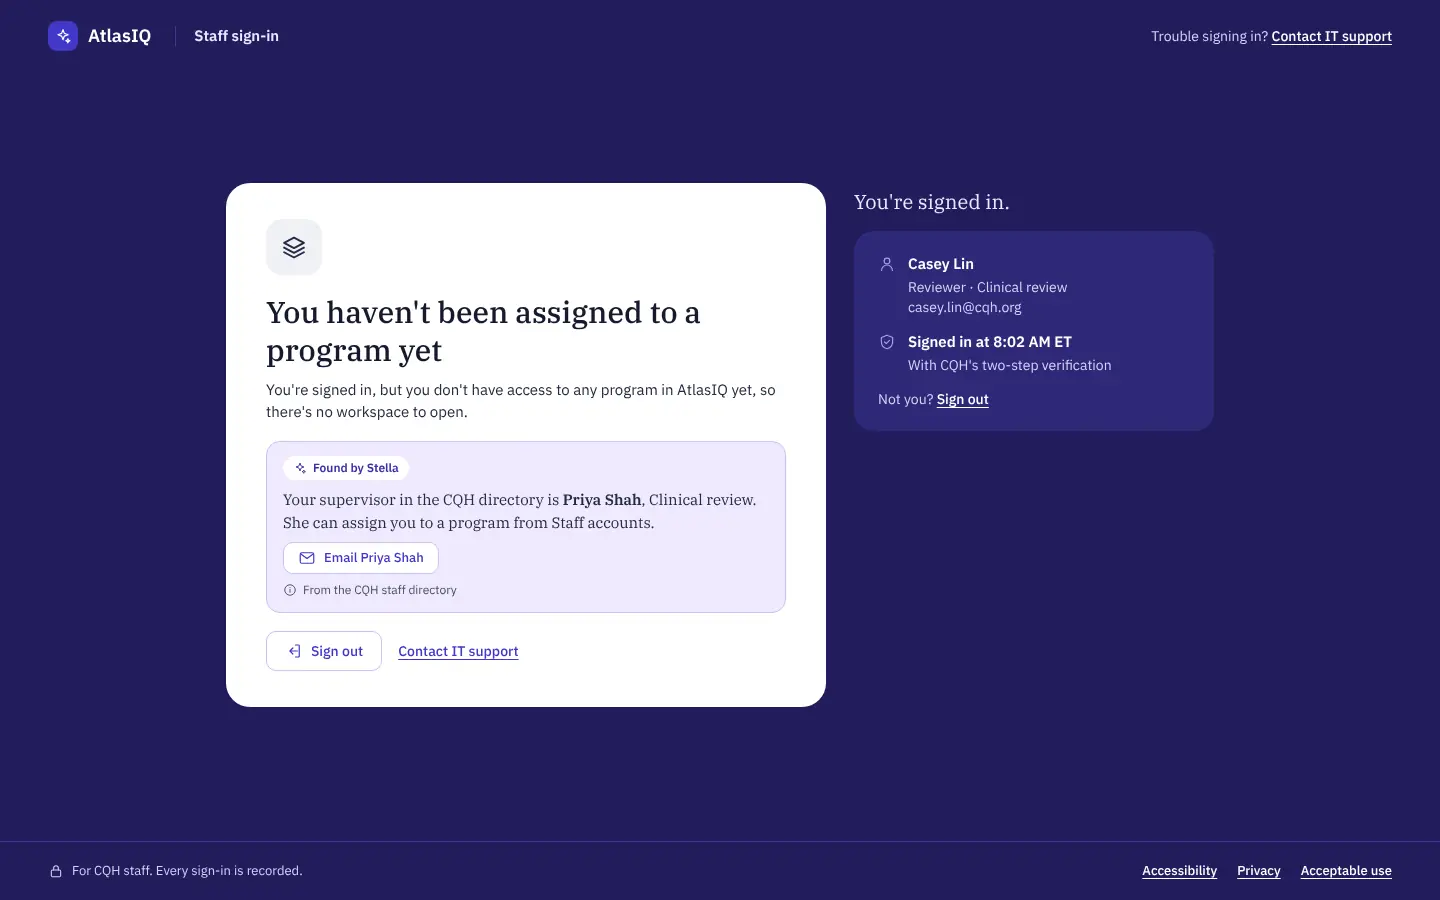 AtlasIQ
Staff sign-in
Trouble signing in? Contact IT support
You haven't been assigned to a
program yet
You're signed in, but you don't have access to any program in AtlasIQ yet, so
there's no workspace to open.
Found by Stella
Your supervisor in the CQH directory is Priya Shah, Clinical review.
She can assign you to a program from Staff accounts.
Email Priya Shah
From the CQH staff directory
Sign out
Contact IT support
You're signed in.
Casey Lin
Reviewer · Clinical review
casey.lin@cqh.org
Signed in at 8:02 AM ET
With CQH's two-step verification
Not you? Sign out
For CQH staff. Every sign-in is recorded.
Accessibility
Privacy
Acceptable use